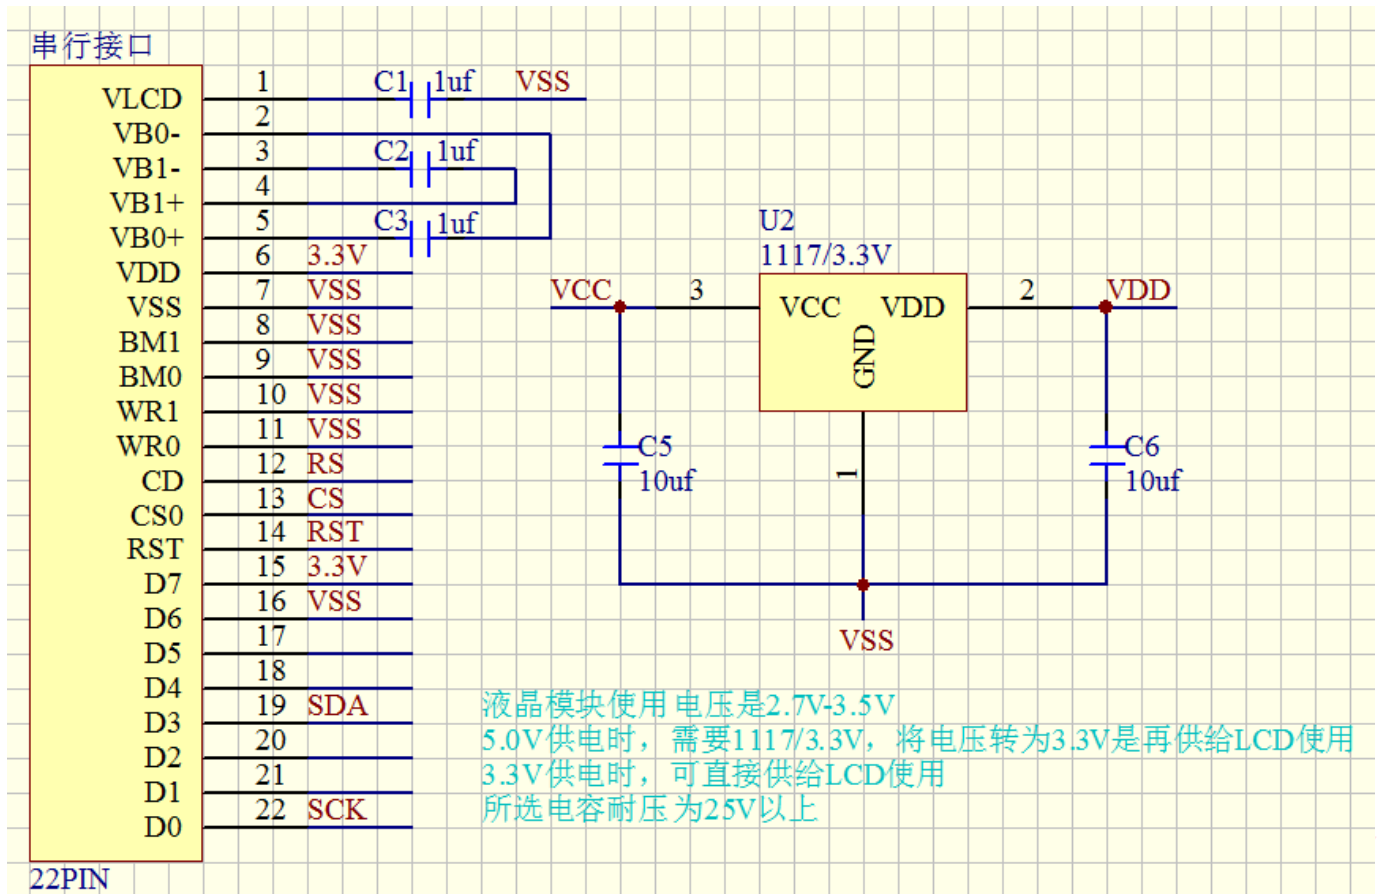 串行接口
VLCD 1 C1 1uf VSS
VB0- 2
VB1- 3 C2 1uf
VB1+ 4
VB0+ 5 C3 1uf
VDD 6 3.3V
VSS 7 VSS
BM1 8 VSS
BM0 9 VSS
WR1 10 VSS
WR0 11 VSS
CD 12 RS
CS0 13 CS
RST 14 RST
D7 15 3.3V
D6 16 VSS
D5 17
D4 18
D3 19 SDA
D2 20
D1 21
D0 22 SCK
22PIN
U2
1117/3.3V
VCC 3 VCC VDD 2 VDD
GND
1
C5
10uf
C6
10uf
VSS
液晶模块使用电压是2.7V-3.5V
5.0V供电时，需要1117/3.3V，将电压转为3.3V是再供给LCD使用
3.3V供电时，可直接供给LCD使用
所选电容耐压为25V以上